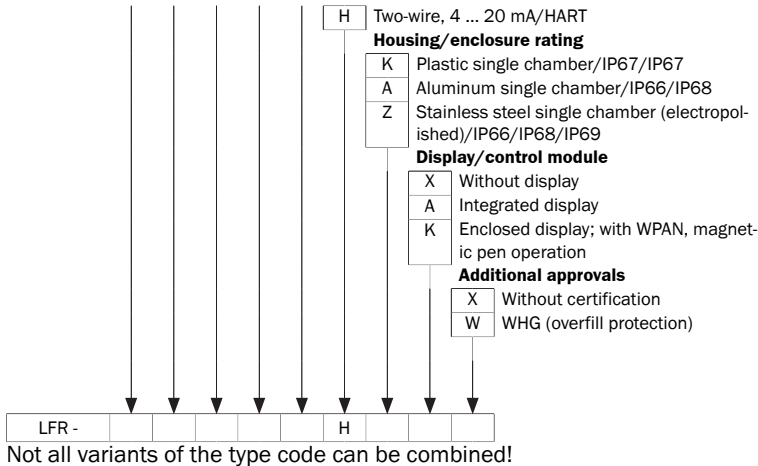 H Two-wire, 4 ... 20 mA/HART
Housing/enclosure rating
K Plastic single chamber/IP67/IP67
A Aluminum single chamber/IP66/IP68
Z Stainless steel single chamber (electropol-
ished)/IP66/IP68/IP69
Display/control module
X Without display
A Integrated display
K Enclosed display; with WPAN, magnet-
ic pen operation
Additional approvals
X Without certification
W WHG (overfill protection)
LFR - H
Not all variants of the type code can be combined!